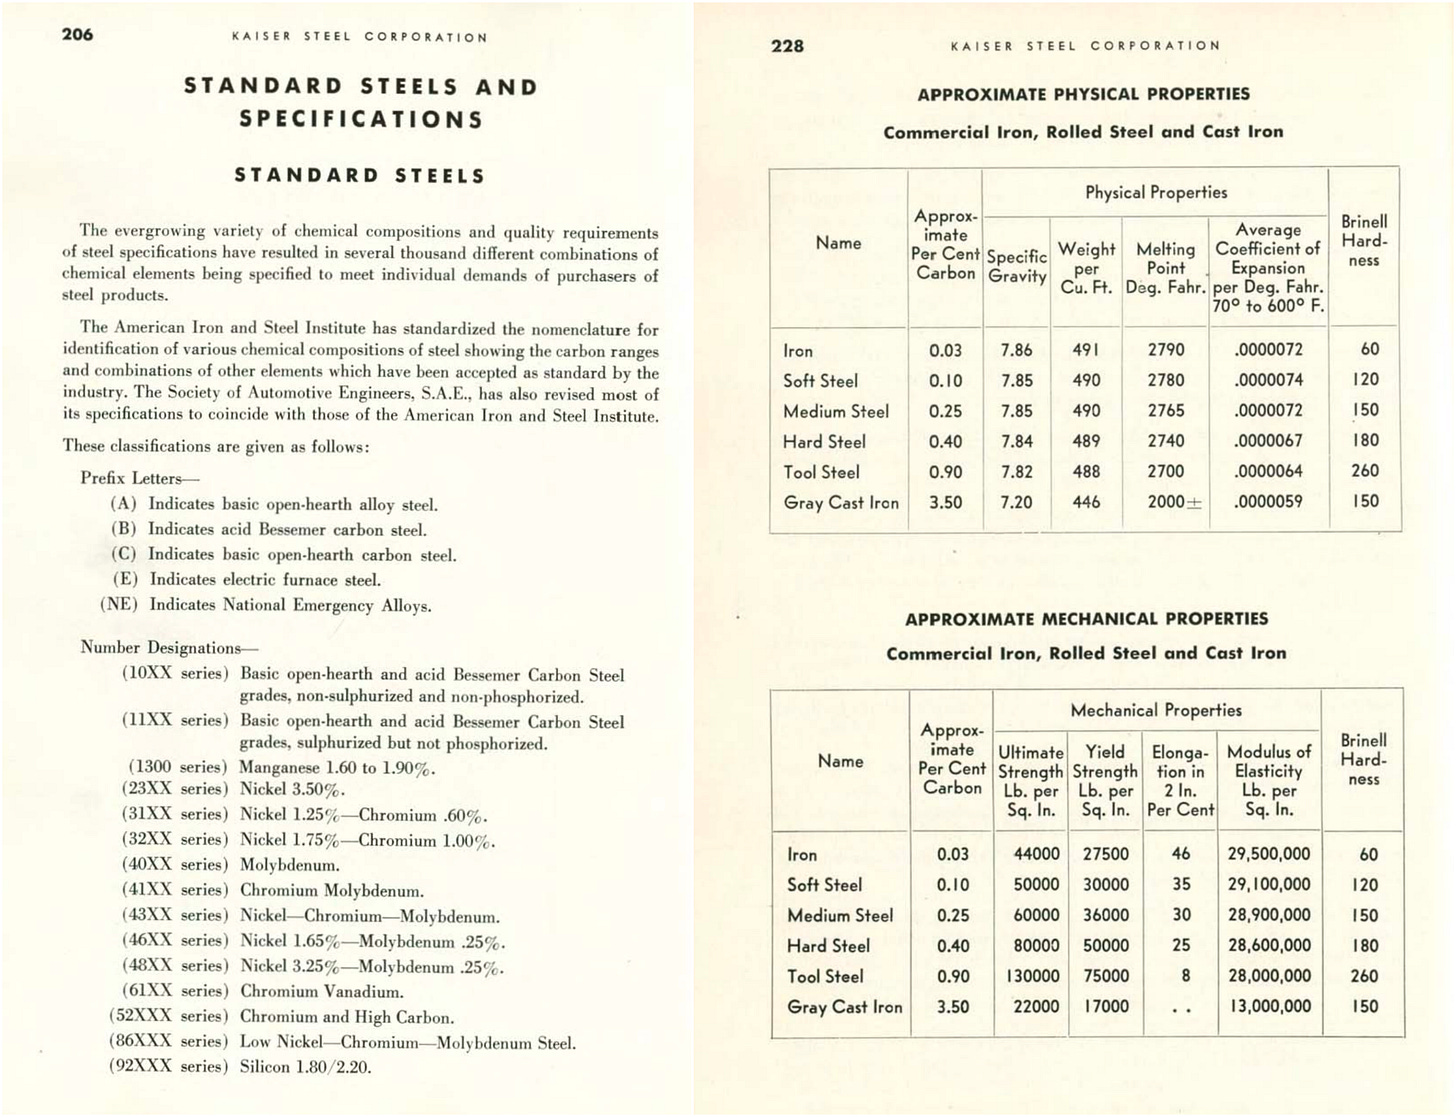 206
KAISER STEEL CORPORATION
STANDARD STEELS AND
SPECIFICATIONS
STANDARD STEELS
The evergrowing variety of chemical compositions and quality requirements
of steel specifications have resulted in several thousand different combinations of
chemical elements being specified to meet individual demands of purchasers of
steel products.
The American Iron and Steel Institute has standardized the nomenclature for
identification of various chemical compositions of steel showing the carbon ranges
and combinations of other elements which have been accepted as standard by the
industry. The Society of Automotive Engineers, S.A.E., has also revised most of
its specifications to coincide with those of the American Iron and Steel Institute.
These classifications are given as follows:
Prefix Letters—
(A) Indicates basic open-hearth alloy steel.
(B) Indicates acid Bessemer carbon steel.
(C) Indicates basic open-hearth carbon steel.
(E) Indicates electric furnace steel.
(NE) Indicates National Emergency Alloys.
Number Designations—
(10XX series) Basic open-hearth and acid Bessemer Carbon Steel
grades, non-sulphurized and non-phosphorized.
(11XX series) Basic open-hearth and acid Bessemer Carbon Steel
grades, sulphurized but not phosphorized.
(1300 series) Manganese 1.60 to 1.90%.
(23XX series) Nickel 3.50%.
(31XX series) Nickel 1.25%—Chromium .60%.
(32XX series) Nickel 1.75%—Chromium 1.00%.
(40XX series) Molybdenum.
(41XX series) Chromium Molybdenum.
(43XX series) Nickel—Chromium—Molybdenum.
(46XX series) Nickel 1.65%—Molybdenum .25%.
(48XX series) Nickel 3.25%—Molybdenum .25%.
(61XX series) Chromium Vanadium.
(52XXX series) Chromium and High Carbon.
(86XXX series) Low Nickel—Chromium—Molybdenum Steel.
(92XXX series) Silicon 1.80/2.20.
228
KAISER STEEL CORPORATION
APPROXIMATE PHYSICAL PROPERTIES
Commercial Iron, Rolled Steel and Cast Iron
Name
Approx-
imate
Per Cent
Carbon
Physical Properties
Specific
Gravity
Weight
per
Cu. Ft.
Melting
Point
Deg. Fahr.
Average
Coefficient of
Expansion
per Deg. Fahr.
70° to 600° F.
Brinell
Hard-
ness
Iron 0.03 7.86 491 2790 .0000072 60
Soft Steel 0.10 7.85 490 2780 .0000074 120
Medium Steel 0.25 7.85 490 2765 .0000072 150
Hard Steel 0.40 7.84 489 2740 .0000067 180
Tool Steel 0.90 7.82 488 2700 .0000064 260
Gray Cast Iron 3.50 7.20 446 2000± .0000059 150
APPROXIMATE MECHANICAL PROPERTIES
Commercial Iron, Rolled Steel and Cast Iron
Name
Approx-
imate
Per Cent
Carbon
Mechanical Properties
Ultimate
Strength
Lb. per
Sq. In.
Yield
Strength
Lb. per
Sq. In.
Elonga-
tion in
2 In.
Per Cent
Modulus of
Elasticity
Lb. per
Sq. In.
Brinell
Hard-
ness
Iron 0.03 44000 27500 46 29,500,000 60
Soft Steel 0.10 50000 30000 35 29,100,000 120
Medium Steel 0.25 60000 36000 30 28,900,000 150
Hard Steel 0.40 80000 50000 25 28,600,000 180
Tool Steel 0.90 130000 75000 8 28,000,000 260
Gray Cast Iron 3.50 22000 17000 . . 13,000,000 150